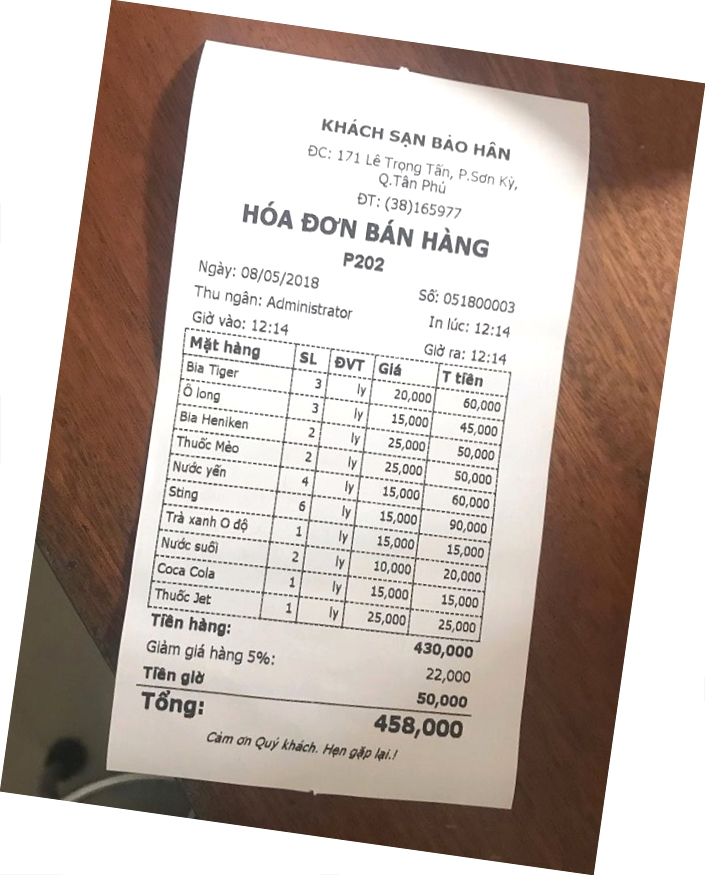 KHÁCH SẠN BẢO HÂN
ĐC: 171 Lê Trọng Tấn, P.Sơn Kỳ,
Q.Tân Phú
ĐT: (38)165977
HÓA ĐƠN BÁN HÀNG
P202
Ngày: 08/05/2018 Số: 051800003
Thu ngân: Administrator In lúc: 12:14
Giờ vào: 12:14 Giờ ra: 12:14
Mặt hàng SL ĐVT Giá T tiền
Bia Tiger 3 ly 20,000 60,000
Ô long 3 ly 15,000 45,000
Bia Heniken 2 ly 25,000 50,000
Thuốc Mèo 2 ly 25,000 50,000
Nước yến 4 ly 15,000 60,000
Sting 6 ly 15,000 90,000
Trà xanh O độ 1 ly 15,000 15,000
Nước suối 2 ly 10,000 20,000
Coca Cola 1 ly 15,000 15,000
Thuốc Jet 1 ly 25,000 25,000
Tiền hàng: 430,000
Giảm giá hàng 5%: 22,000
Tiền giờ 50,000
Tổng: 458,000
Cảm ơn Quý khách. Hẹn gặp lại.!